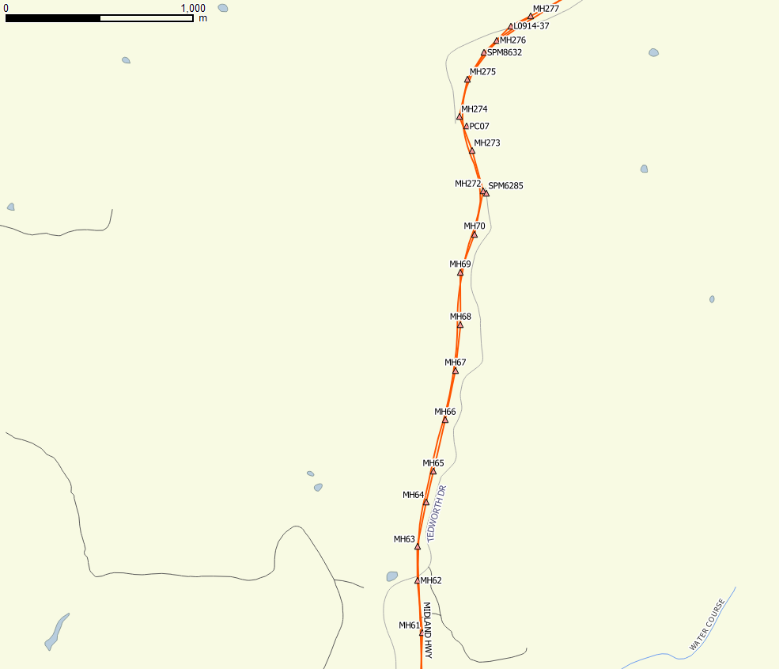 0 1,000
m
MH277
L0914-37
MH276
SPM8632
MH275
MH274
PC07
MH273
MH272
SPM6285
MH70
MH69
MH68
MH67
MH66
MH65
MH64
TEDWORTH DR
MH63
MH62
MH61
MIDLAND HWY
WATER COURSE